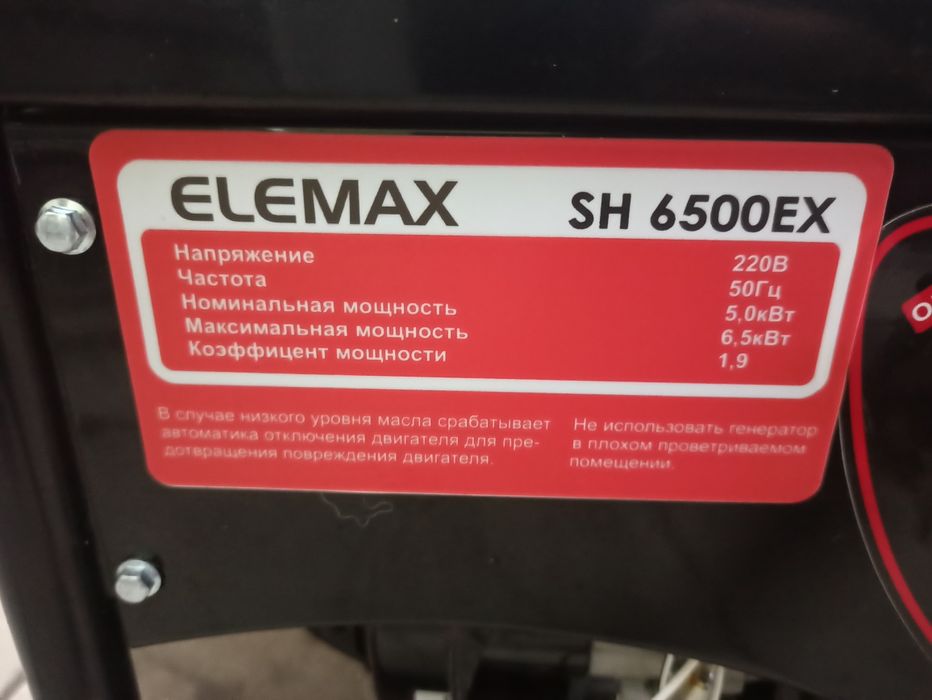 ELEMAX SH 6500EX
Напряжение 220В
Частота 50Гц
Номинальная мощность 5,0кВт
Максимальная мощность 6,5кВт
Коэффицент мощности 1,9
В случае низкого уровня масла срабатывает
автоматика отключения двигателя для пре-
дотвращения повреждения двигателя.
Не использовать генератор
в плохом проветриваемом
помещении.